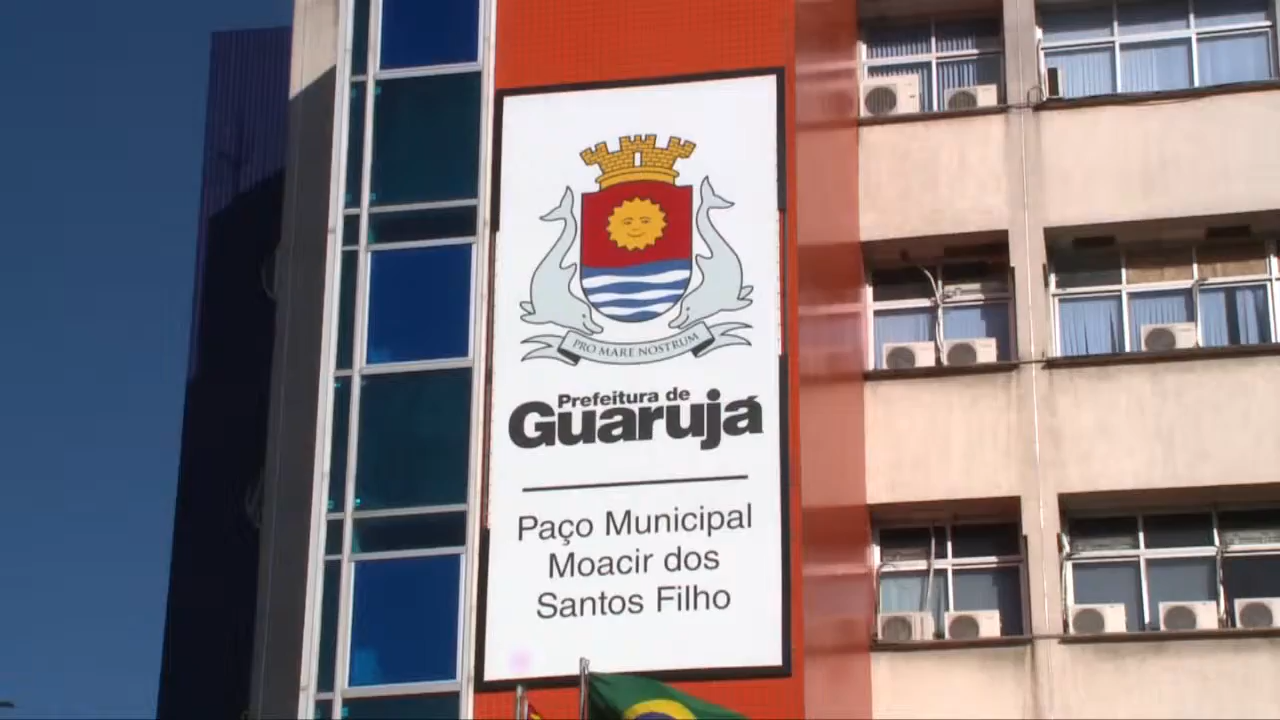 PRO MARE NOSTRUM
Prefeitura de
Guarujá
Paço Municipal
Moacir dos
Santos Filho